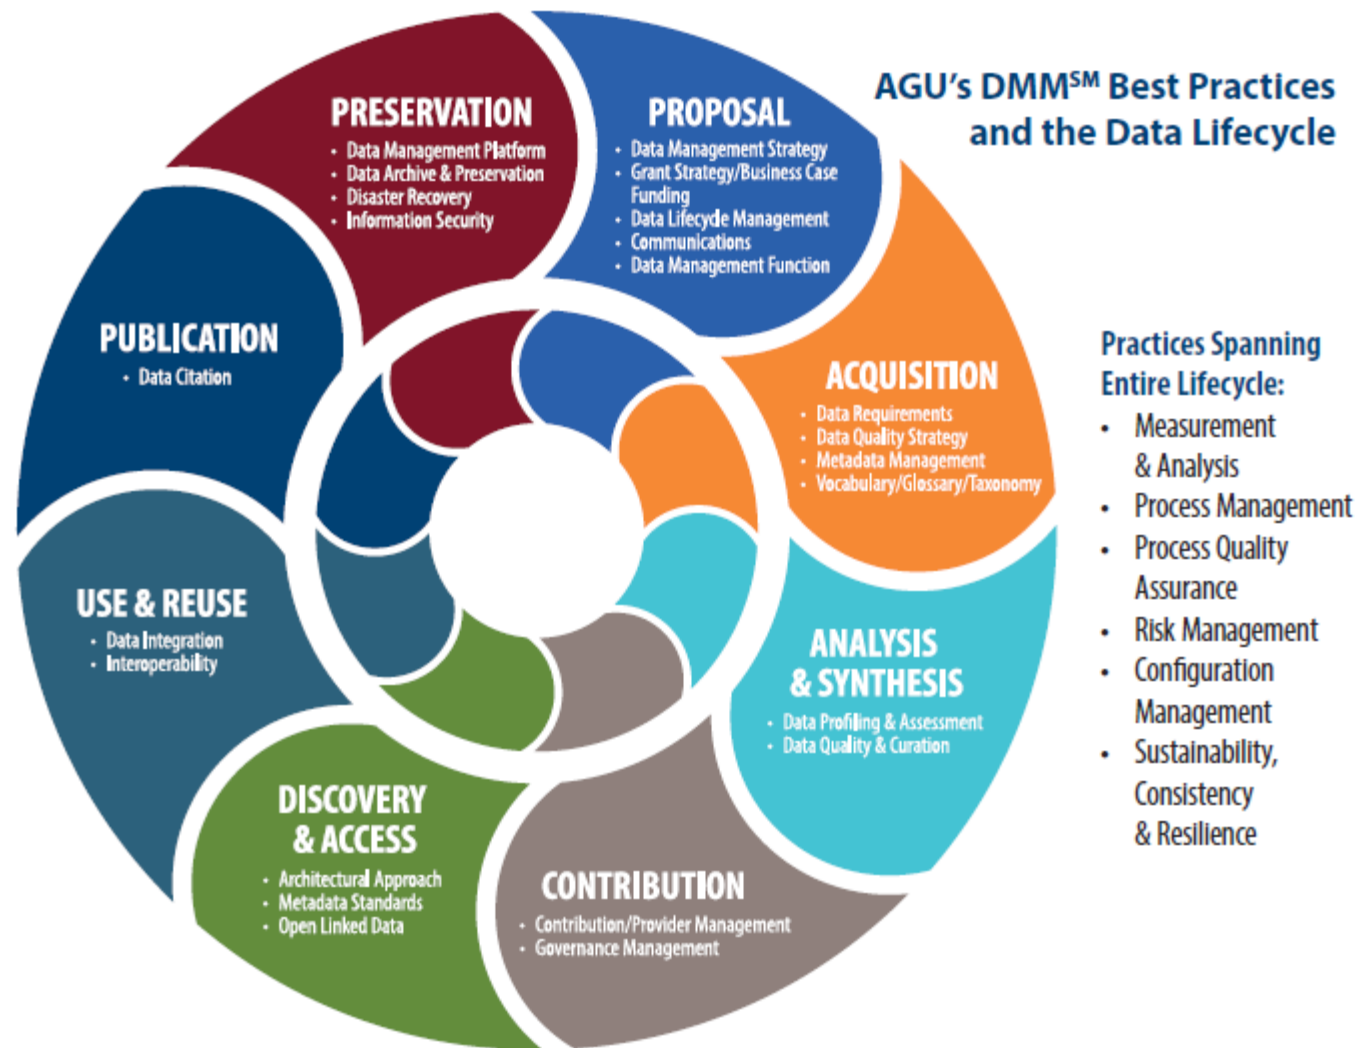 AGU's DMM℠ Best Practices
and the Data Lifecycle
PRESERVATION
• Data Management Platform
• Data Archive & Preservation
• Disaster Recovery
• Information Security
PROPOSAL
• Data Management Strategy
• Grant Strategy/Business Case
Funding
• Data Lifecycle Management
• Communications
• Data Management Function
ACQUISITION
• Data Requirements
• Data Quality Strategy
• Metadata Management
• Vocabulary/Glossary/Taxonomy
ANALYSIS
& SYNTHESIS
• Data Profiling & Assessment
• Data Quality & Curation
CONTRIBUTION
• Contribution/Provider Management
• Governance Management
DISCOVERY
& ACCESS
• Architectural Approach
• Metadata Standards
• Open Linked Data
USE & REUSE
• Data Integration
• Interoperability
PUBLICATION
• Data Citation
Practices Spanning
Entire Lifecycle:
• Measurement
& Analysis
• Process Management
• Process Quality
Assurance
• Risk Management
• Configuration
Management
• Sustainability,
Consistency
& Resilience